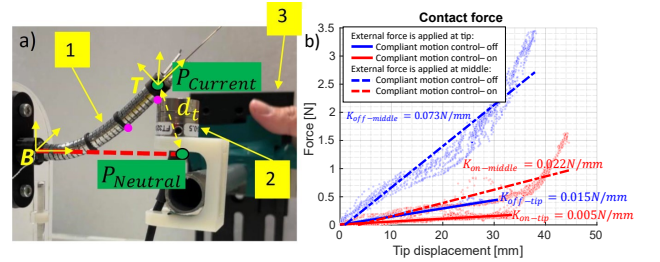 a)
1
3
T
P_Current
d_t
B
P_Neutral
2
b)
Contact force
External force is applied at tip:
Compliant motion control–off
Compliant motion control–on
External force is applied at middle:
Compliant motion control–off
Compliant motion control–on
K_off−middle = 0.073N/mm
K_on−middle = 0.022N/mm
K_off−tip = 0.015N/mm
K_on−tip = 0.005N/mm
Force [N]
3.5
3
2.5
2
1.5
1
0.5
0
0
10
20
30
40
50
Tip displacement [mm]